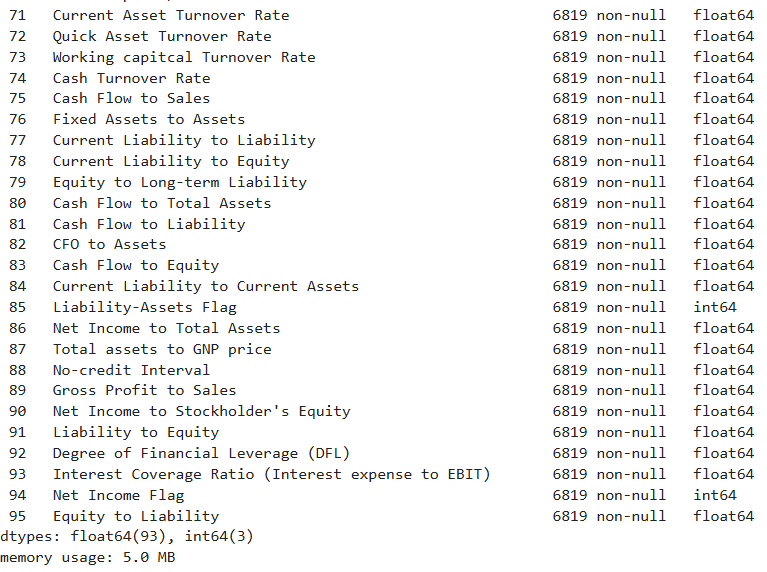 71 Current Asset Turnover Rate 6819 non-null float64
72 Quick Asset Turnover Rate 6819 non-null float64
73 Working capitcal Turnover Rate 6819 non-null float64
74 Cash Turnover Rate 6819 non-null float64
75 Cash Flow to Sales 6819 non-null float64
76 Fixed Assets to Assets 6819 non-null float64
77 Current Liability to Liability 6819 non-null float64
78 Current Liability to Equity 6819 non-null float64
79 Equity to Long-term Liability 6819 non-null float64
80 Cash Flow to Total Assets 6819 non-null float64
81 Cash Flow to Liability 6819 non-null float64
82 CFO to Assets 6819 non-null float64
83 Cash Flow to Equity 6819 non-null float64
84 Current Liability to Current Assets 6819 non-null float64
85 Liability-Assets Flag 6819 non-null int64
86 Net Income to Total Assets 6819 non-null float64
87 Total assets to GNP price 6819 non-null float64
88 No-credit Interval 6819 non-null float64
89 Gross Profit to Sales 6819 non-null float64
90 Net Income to Stockholder's Equity 6819 non-null float64
91 Liability to Equity 6819 non-null float64
92 Degree of Financial Leverage (DFL) 6819 non-null float64
93 Interest Coverage Ratio (Interest expense to EBIT) 6819 non-null float64
94 Net Income Flag 6819 non-null int64
95 Equity to Liability 6819 non-null float64
dtypes: float64(93), int64(3)
memory usage: 5.0 MB